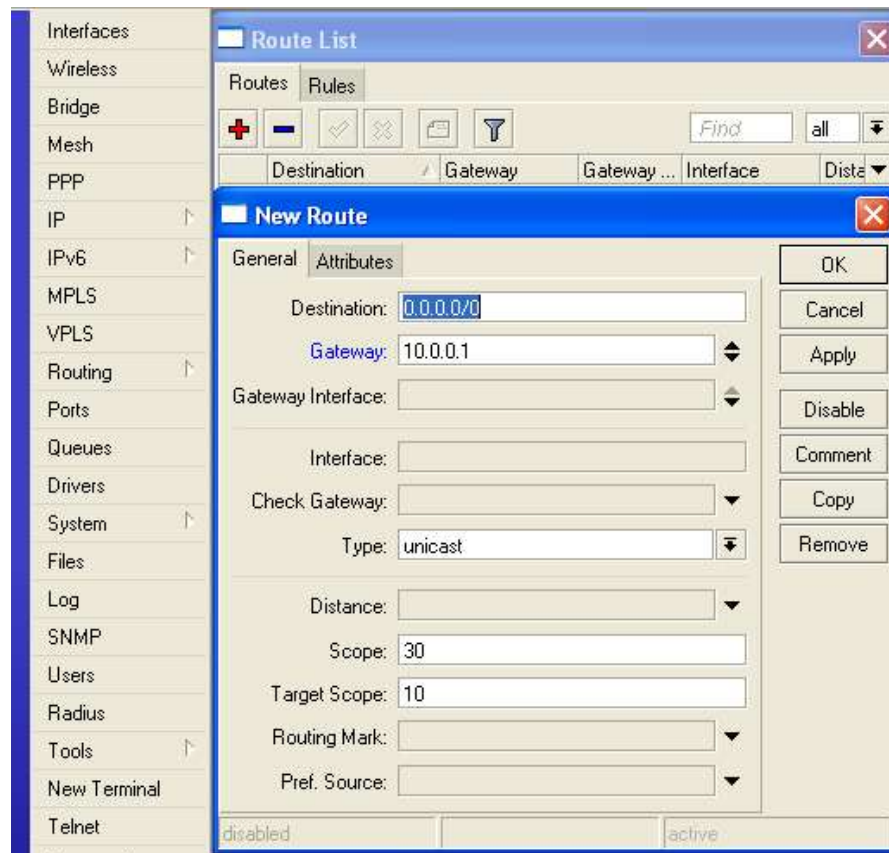 Interfaces
Wireless
Bridge
Mesh
PPP
IP
IPv6
MPLS
VPLS
Routing
Ports
Queues
Drivers
System
Files
Log
SNMP
Users
Radius
Tools
New Terminal
Telnet
Route List
Routes Rules
Find all
Destination Gateway Gateway ... Interface Dista
New Route
General Attributes
Destination: 0.0.0.0/0
Gateway: 10.0.0.1
Gateway Interface:
Interface:
Check Gateway:
Type: unicast
Distance:
Scope: 30
Target Scope: 10
Routing Mark:
Pref. Source:
OK
Cancel
Apply
Disable
Comment
Copy
Remove
disabled active